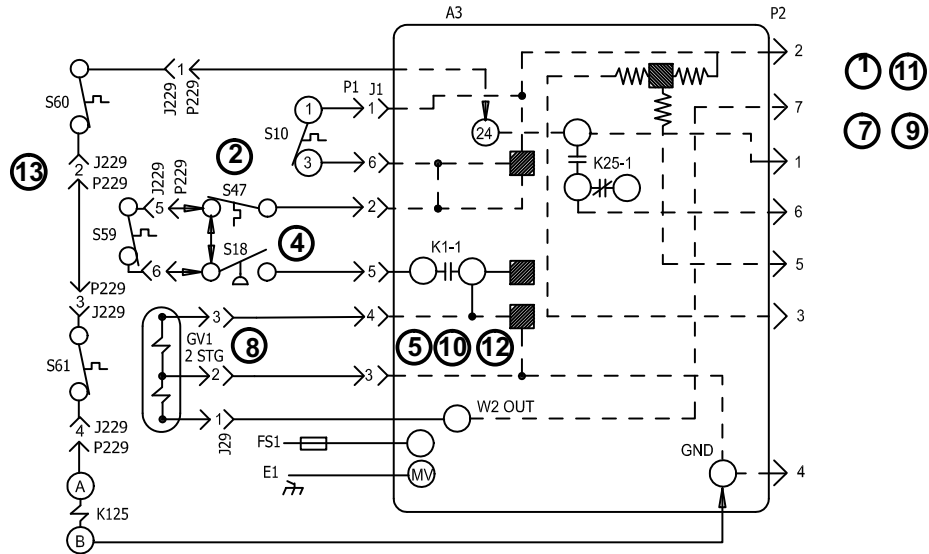 A3
P2
1
J229
P229
S60
2
J229
P229
13
P1 J1
1
S10
3
1
6
24
K25-1
2
7
1
6
5
3
4
1 11
7 9
2
J229
P229
5
S47
2
S59
S18
4
6
5
K1-1
P229
3
J229
3
4
GV1
2 STG
8
5 10 12
S61
2
3
1
J29
W2 OUT
4
J229
P229
FS1
E1
MV
GND
A
K125
B